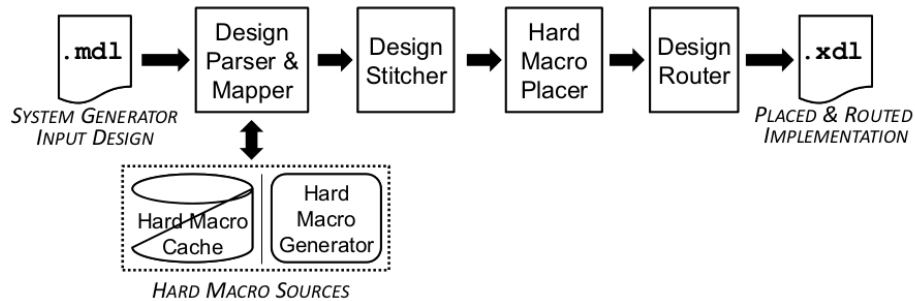 .mdl
SYSTEM GENERATOR
INPUT DESIGN
Design
Parser &
Mapper
Design
Stitcher
Hard
Macro
Placer
Design
Router
.xdl
PLACED & ROUTED
IMPLEMENTATION
Hard Macro
Cache
Hard
Macro
Generator
HARD MACRO SOURCES